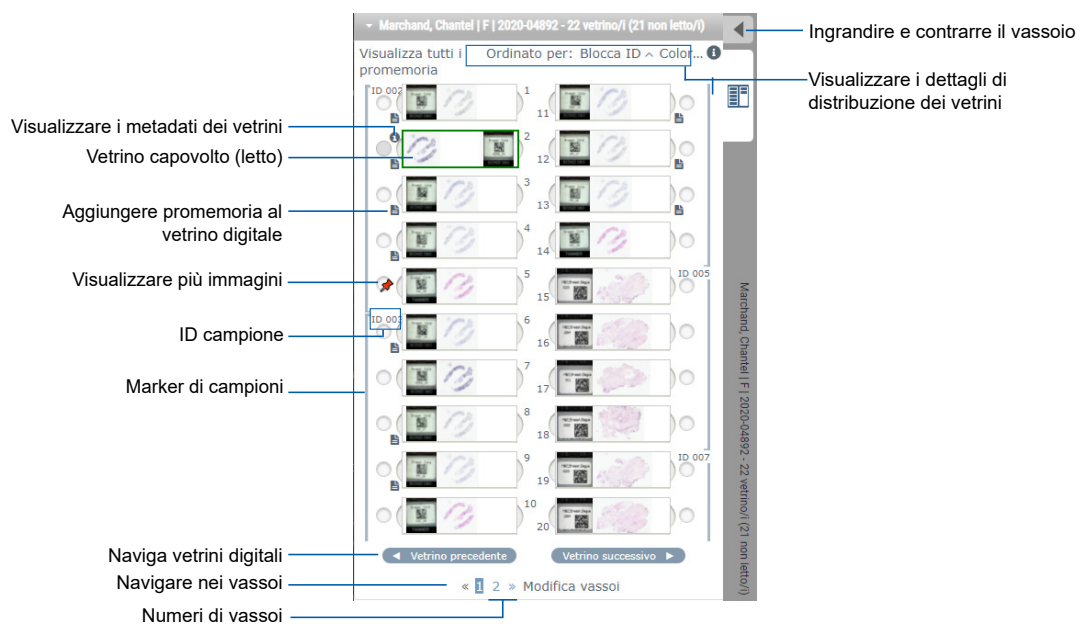 Marchand, Chantel | F | 2020-04892 - 22 vetrino/i (21 non letto/i)
Visualizza tutti i promemoria
Ordinato per: Blocca ID ^ Color...
Ingrandire e contrarre il vassoio
Visualizzare i dettagli di
distribuzione dei vetrini
Visualizzare i metadati dei vetrini
Vetrino capovolto (letto)
Aggiungere promemoria al
vetrino digitale
Visualizzare più immagini
ID campione
Marker di campioni
Naviga vetrini digitali
Navigare nei vassoi
Numeri di vassoi
ID 002
1
2
3
4
5
ID 003
6
7
8
9
10
11
12
13
14
ID 005
15
16
17
18
ID 007
19
20
Vetrino precedente
Vetrino successivo
« 1 2 » Modifica vassoi
Marchand, Chantel | F | 2020-04892 - 22 vetrino/i (21 non letto/i)